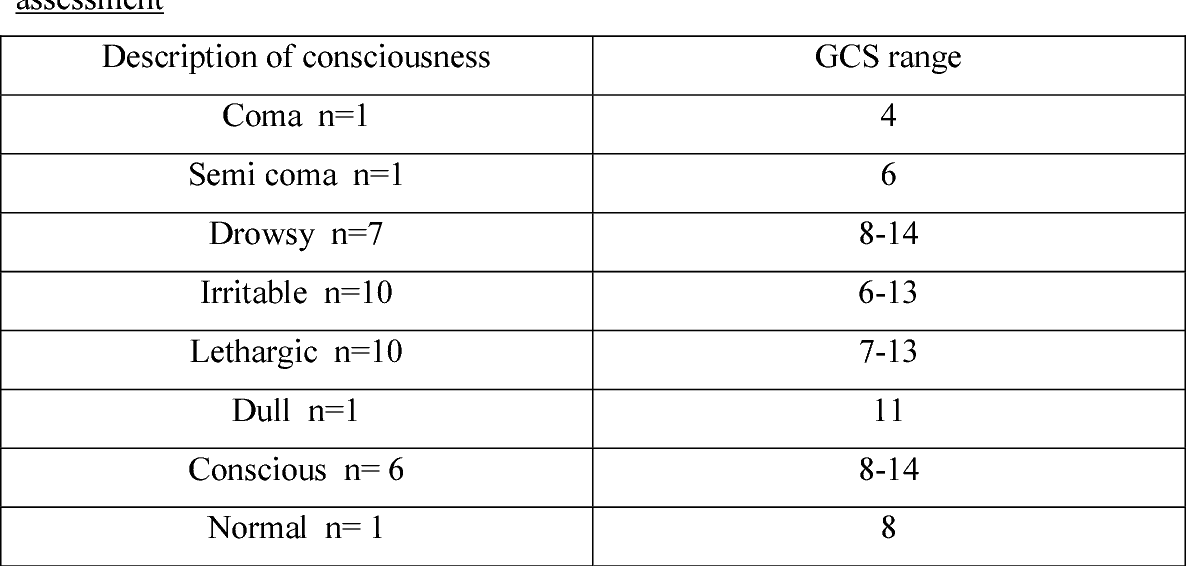 assessment
Description of consciousness GCS range
Coma n=1 4
Semi coma n=1 6
Drowsy n=7 8-14
Irritable n=10 6-13
Lethargic n=10 7-13
Dull n=1 11
Conscious n= 6 8-14
Normal n= 1 8